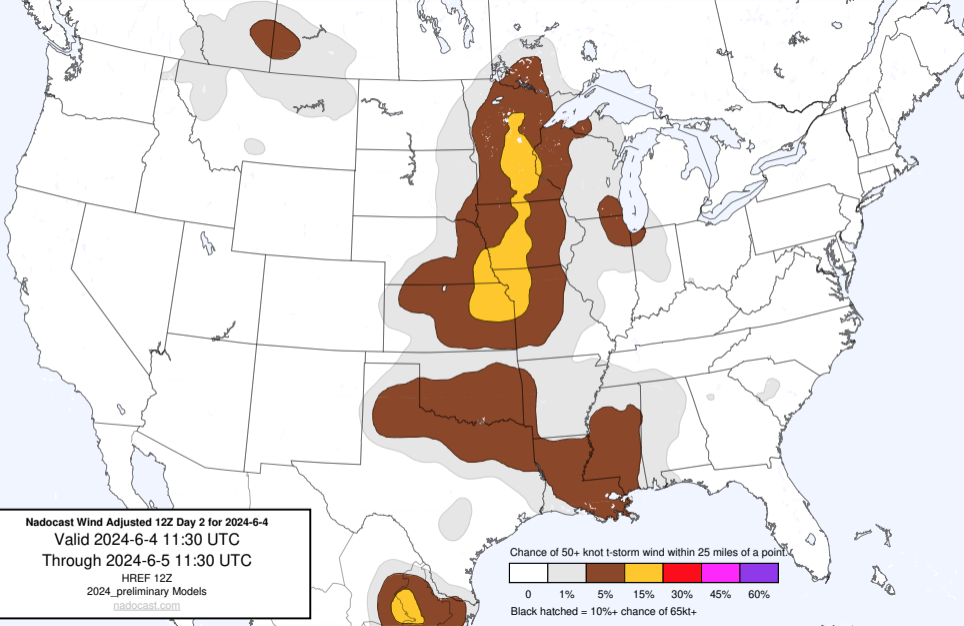 Nadocast Wind Adjusted 12Z Day 2 for 2024-6-4
Valid 2024-6-4 11:30 UTC
Through 2024-6-5 11:30 UTC
HREF 12Z
2024_preliminary Models
nadocast.com
Chance of 50+ knot t-storm wind within 25 miles of a point.
0 1% 5% 15% 30% 45% 60%
Black hatched = 10%+ chance of 65kt+